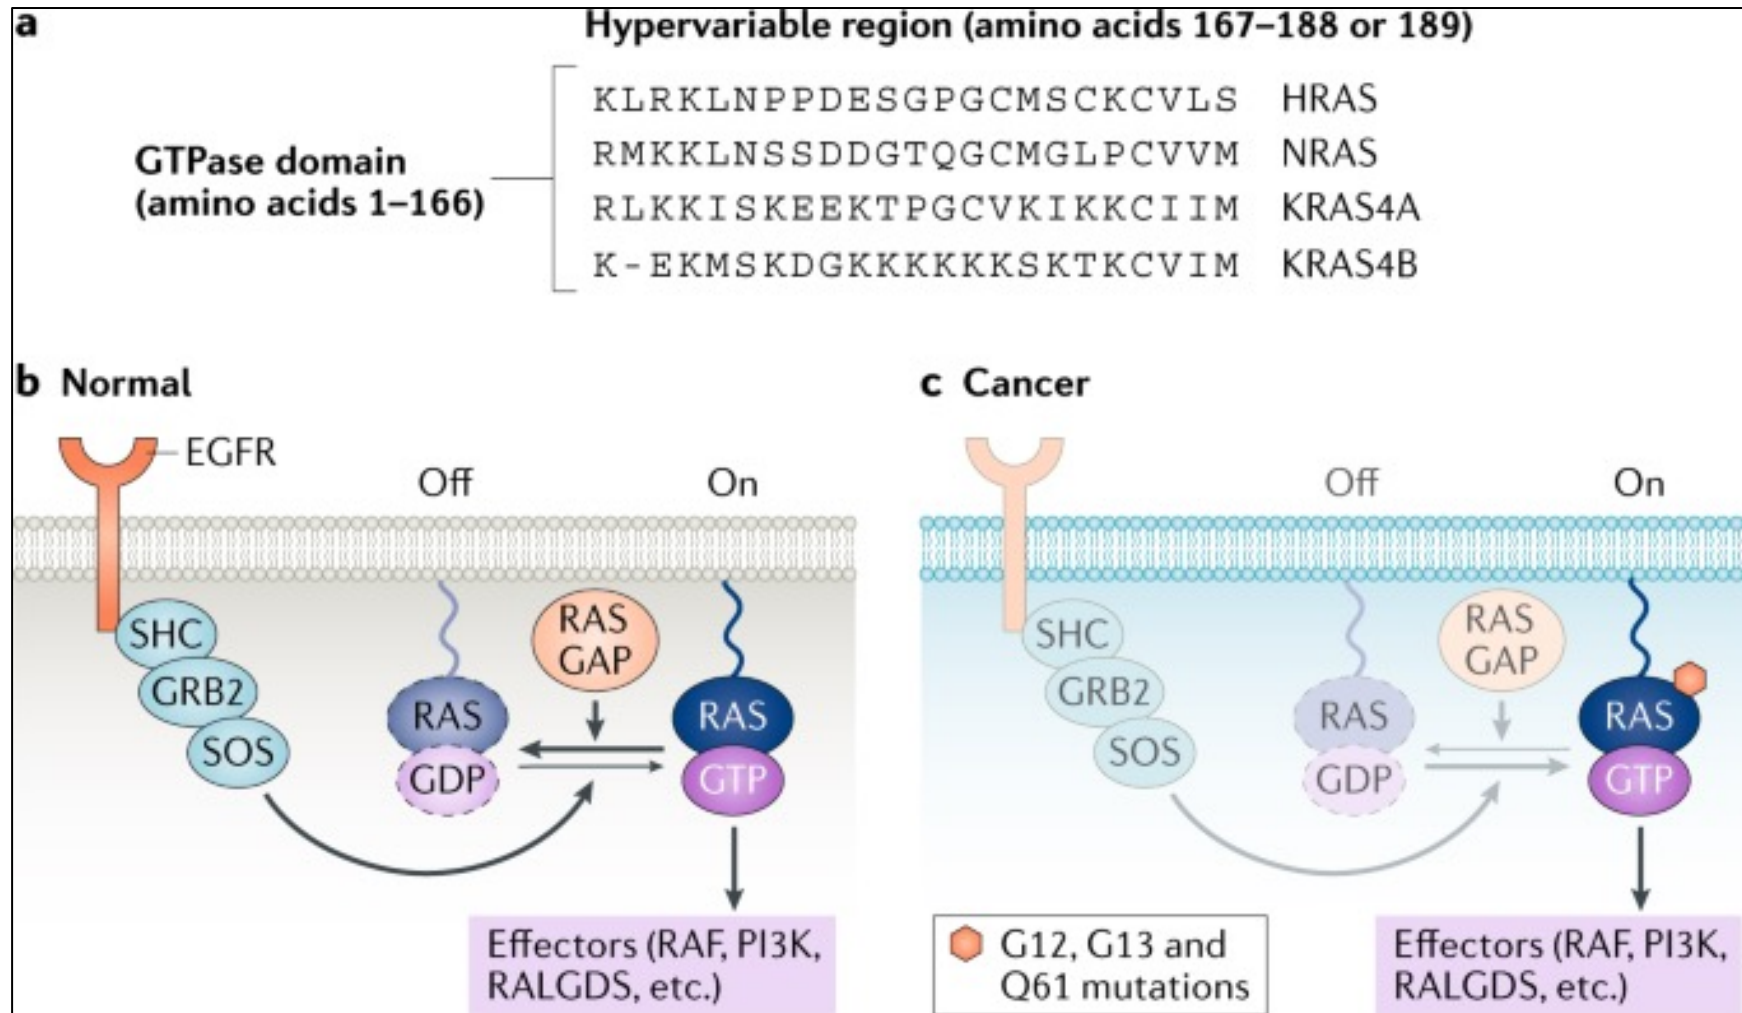 a
Hypervariable region (amino acids 167–188 or 189)
GTPase domain
(amino acids 1–166)
KLRKLNPPDESGPGCMSCKCVLS HRAS
RMKKLNSSDDGTQGCMGLPCVVM NRAS
RLKKISKEEKTPGCVKIKKCIIM KRAS4A
K-EKMSKDGKKKKKKSKTKCVIM KRAS4B
b Normal
EGFR
Off
On
SHC
GRB2
SOS
RAS
GAP
RAS
GDP
RAS
GTP
Effectors (RAF, PI3K,
RALGDS, etc.)
c Cancer
Off
On
SHC
GRB2
SOS
RAS
GAP
RAS
GDP
RAS
GTP
G12, G13 and
Q61 mutations
Effectors (RAF, PI3K,
RALGDS, etc.)